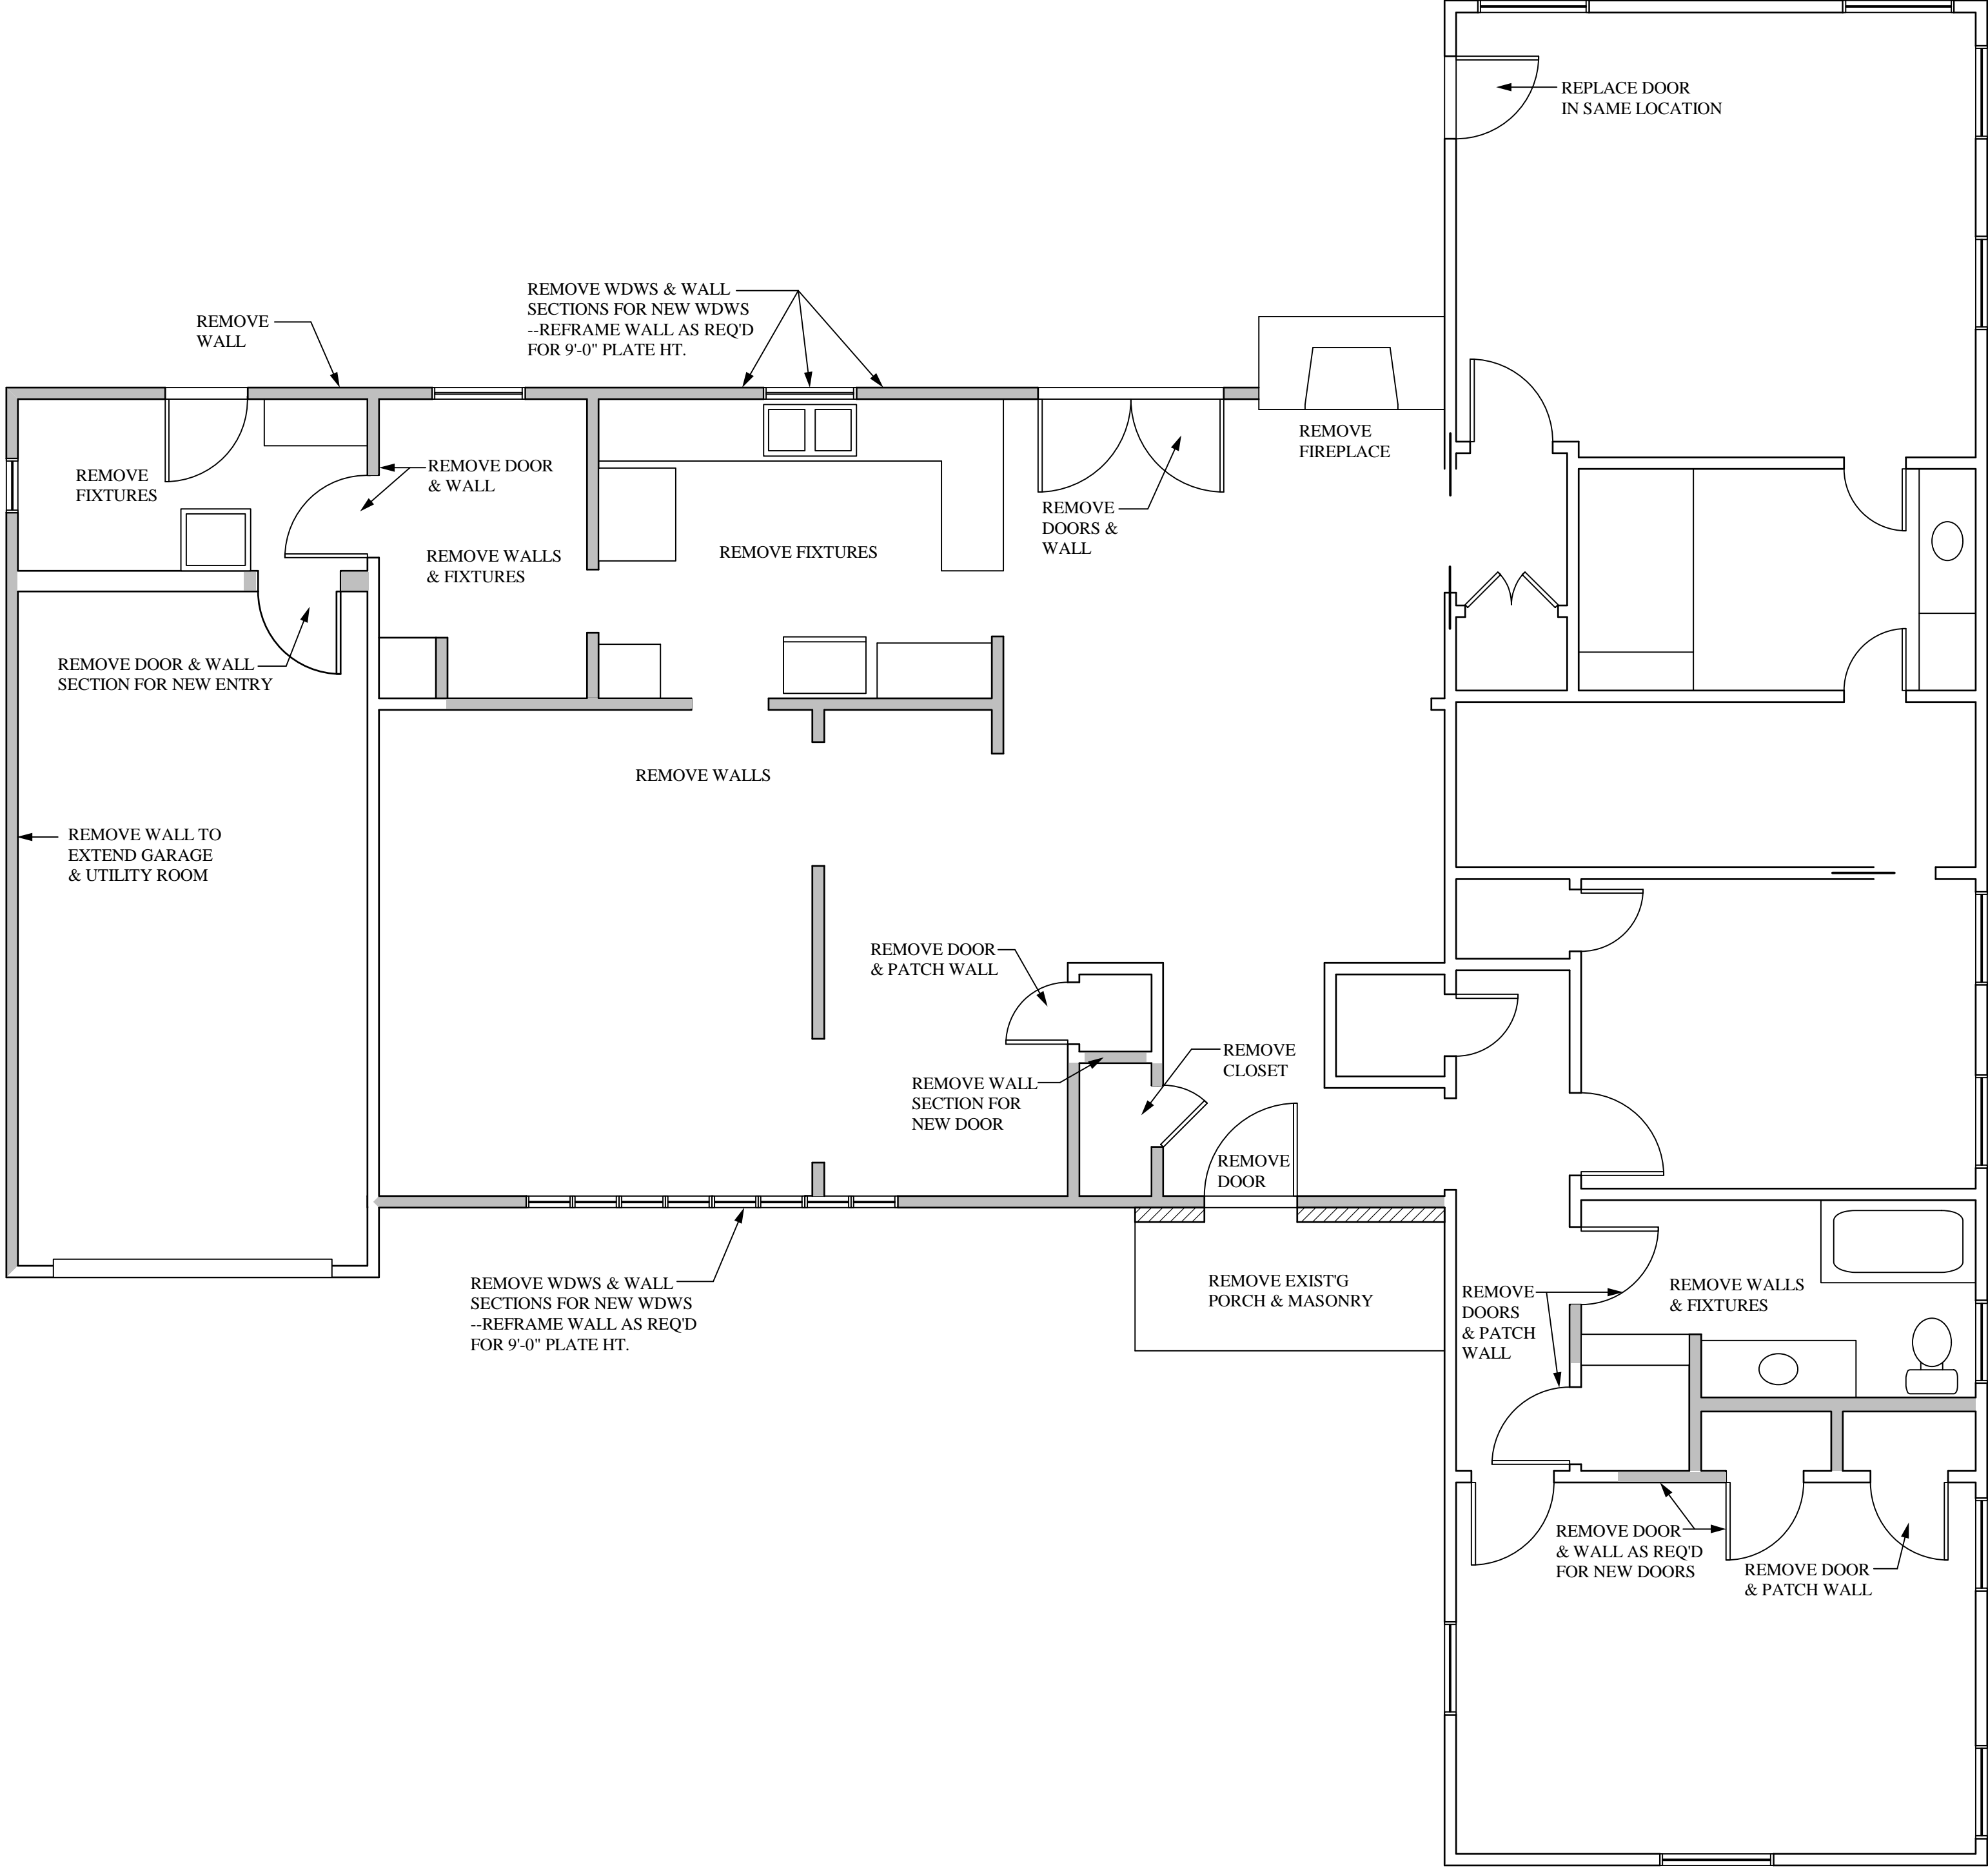 REPLACE DOOR
IN SAME LOCATION
REMOVE WDWS & WALL
SECTIONS FOR NEW WDWS
--REFRAME WALL AS REQ'D
FOR 9'-0" PLATE HT.
REMOVE
WALL
REMOVE
FIREPLACE
REMOVE
FIXTURES
REMOVE DOOR
& WALL
REMOVE
DOORS &
WALL
REMOVE WALLS
& FIXTURES
REMOVE FIXTURES
REMOVE DOOR & WALL
SECTION FOR NEW ENTRY
REMOVE WALLS
REMOVE WALL TO
EXTEND GARAGE
& UTILITY ROOM
REMOVE DOOR
& PATCH WALL
REMOVE
CLOSET
REMOVE WALL
SECTION FOR
NEW DOOR
REMOVE
DOOR
REMOVE WDWS & WALL
SECTIONS FOR NEW WDWS
--REFRAME WALL AS REQ'D
FOR 9'-0" PLATE HT.
REMOVE EXIST'G
PORCH & MASONRY
REMOVE
DOORS
& PATCH
WALL
REMOVE WALLS
& FIXTURES
REMOVE DOOR
& WALL AS REQ'D
FOR NEW DOORS
REMOVE DOOR
& PATCH WALL